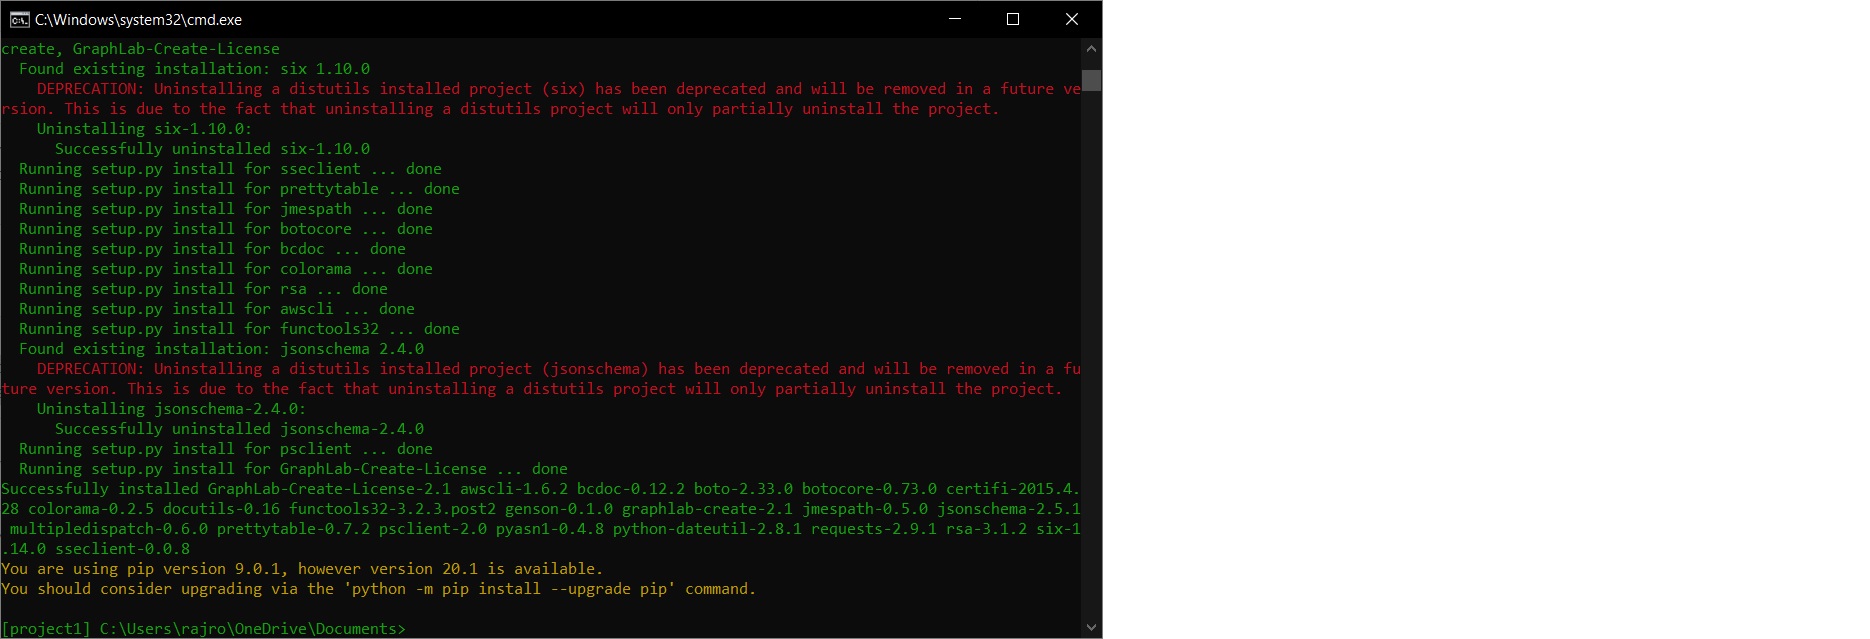 C:\Windows\system32\cmd.exe
create, GraphLab-Create-License
Found existing installation: six 1.10.0
DEPRECATION: Uninstalling a distutils installed project (six) has been deprecated and will be removed in a future ve
rsion. This is due to the fact that uninstalling a distutils project will only partially uninstall the project.
Uninstalling six-1.10.0:
Successfully uninstalled six-1.10.0
Running setup.py install for sseclient ... done
Running setup.py install for prettytable ... done
Running setup.py install for jmespath ... done
Running setup.py install for botocore ... done
Running setup.py install for bcdoc ... done
Running setup.py install for colorama ... done
Running setup.py install for rsa ... done
Running setup.py install for awscli ... done
Running setup.py install for functools32 ... done
Found existing installation: jsonschema 2.4.0
DEPRECATION: Uninstalling a distutils installed project (jsonschema) has been deprecated and will be removed in a fu
ture version. This is due to the fact that uninstalling a distutils project will only partially uninstall the project.
Uninstalling jsonschema-2.4.0:
Successfully uninstalled jsonschema-2.4.0
Running setup.py install for psclient ... done
Running setup.py install for GraphLab-Create-License ... done
Successfully installed GraphLab-Create-License-2.1 awscli-1.6.2 bcdoc-0.12.2 boto-2.33.0 botocore-0.73.0 certifi-2015.4.
28 colorama-0.2.5 docutils-0.16 functools32-3.2.3.post2 genson-0.1.0 graphlab-create-2.1 jmespath-0.5.0 jsonschema-2.5.1
multipledispatch-0.6.0 prettytable-0.7.2 psclient-2.0 pyasn1-0.4.8 python-dateutil-2.8.1 requests-2.9.1 rsa-3.1.2 six-1
.14.0 sseclient-0.0.8
You are using pip version 9.0.1, however version 20.1 is available.
You should consider upgrading via the 'python -m pip install --upgrade pip' command.
[project1] C:\Users\rajro\OneDrive\Documents>